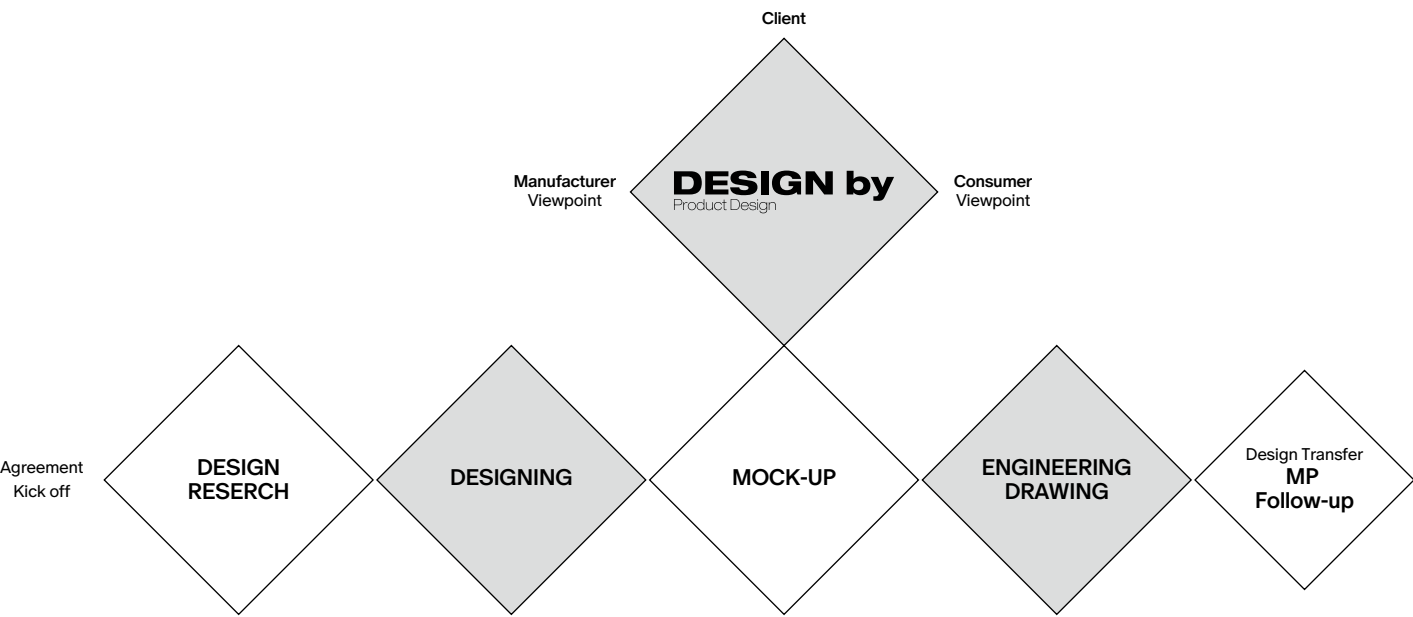 Client
Manufacturer
Viewpoint
DESIGN by
Product Design
Consumer
Viewpoint
Agreement
Kick off
DESIGN
RESERCH
DESIGNING
MOCK-UP
ENGINEERING
DRAWING
Design Transfer
MP
Follow-up